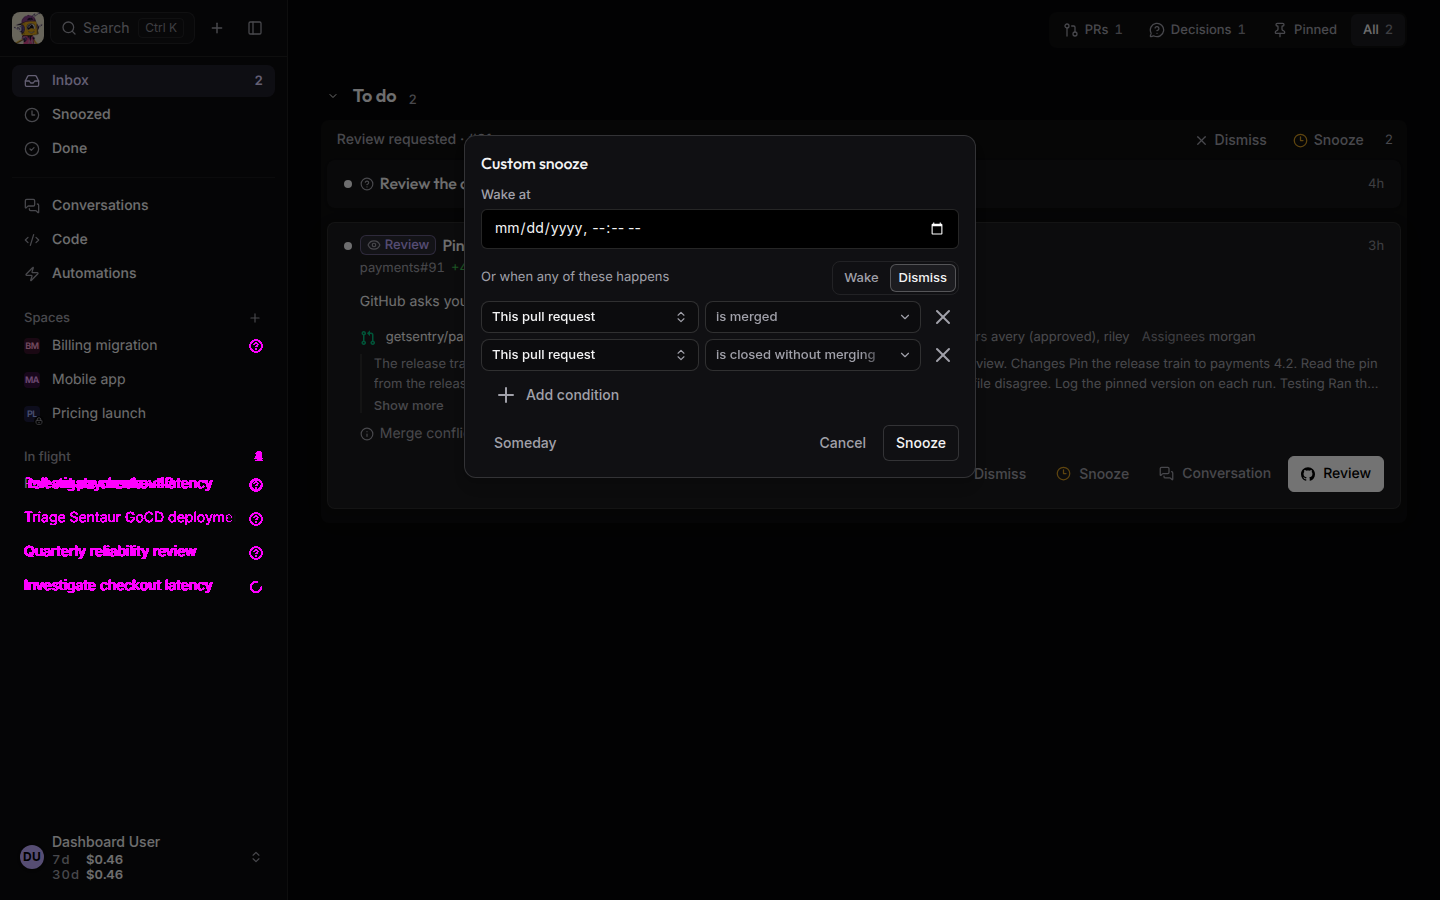 Search Ctrl K
PRs 1 Decisions 1 Pinned All 2
Inbox 2
Snoozed
Done
Conversations
Code
Automations
Spaces
BM Billing migration
MA Mobile app
PL Pricing launch
In flight
Triage Sentaur GoCD deployme
Quarterly reliability review
Investigate checkout latency
Dashboard User
DU
7d $0.46
30d $0.46
To do 2
Review requested ·
Dismiss Snooze 2
Review the 4h
Review Pin 3h
payments#91
GitHub asks you
getsentry/pa
avery (approved), riley Assignees morgan
The release tra
view. Changes Pin the release train to payments 4.2. Read the pin
from the releas
file disagree. Log the pinned version on each run. Testing Ran th...
Show more
Merge confli
Dismiss Snooze Conversation Review
Custom snooze
Wake at
mm/dd/yyyy, --:-- --
Or when any of these happens Wake Dismiss
This pull request is merged
This pull request is closed without merging
Add condition
Someday Cancel Snooze